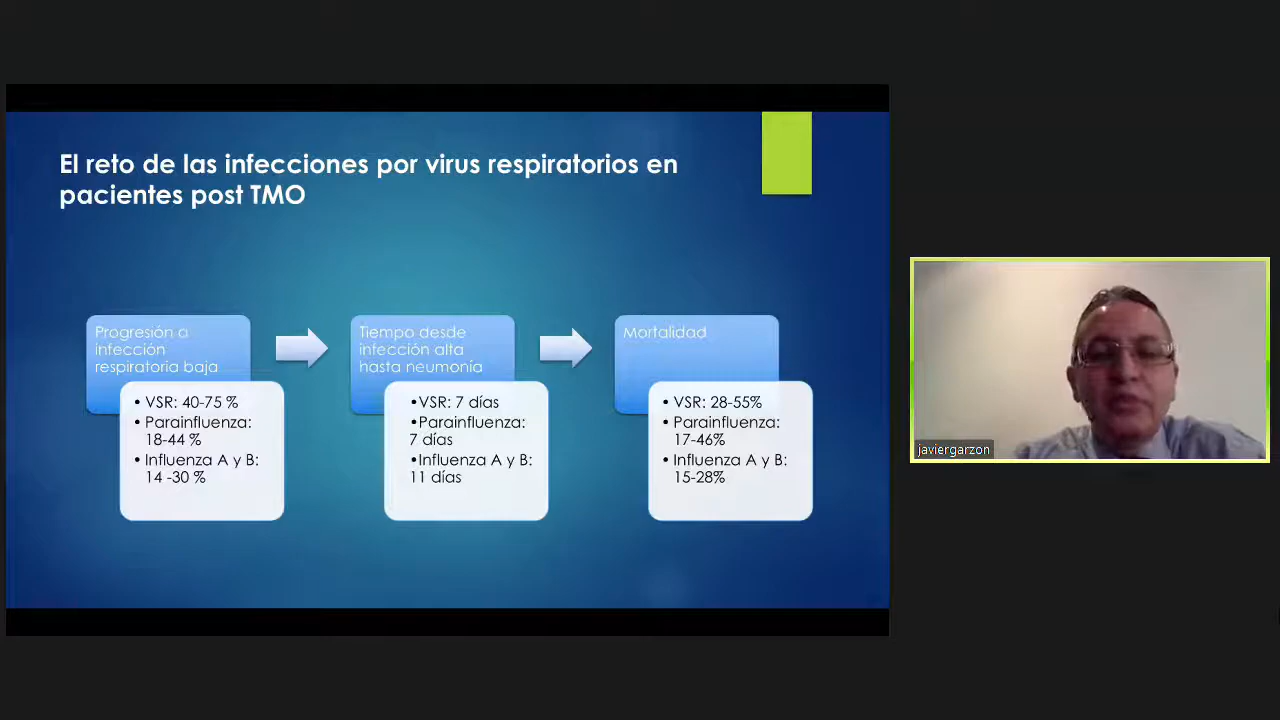 El reto de las infecciones por virus respiratorios en
pacientes post TMO
Progresión a
infección
respiratoria baja
• VSR: 40-75 %
• Parainfluenza:
18-44 %
• Influenza A y B:
14 -30 %
Tiempo desde
infección alta
hasta neumonía
•VSR: 7 días
•Parainfluenza:
7 días
•Influenza A y B:
11 días
Mortalidad
• VSR: 28-55%
• Parainfluenza:
17-46%
• Influenza A y B:
15-28%
javiergarzon